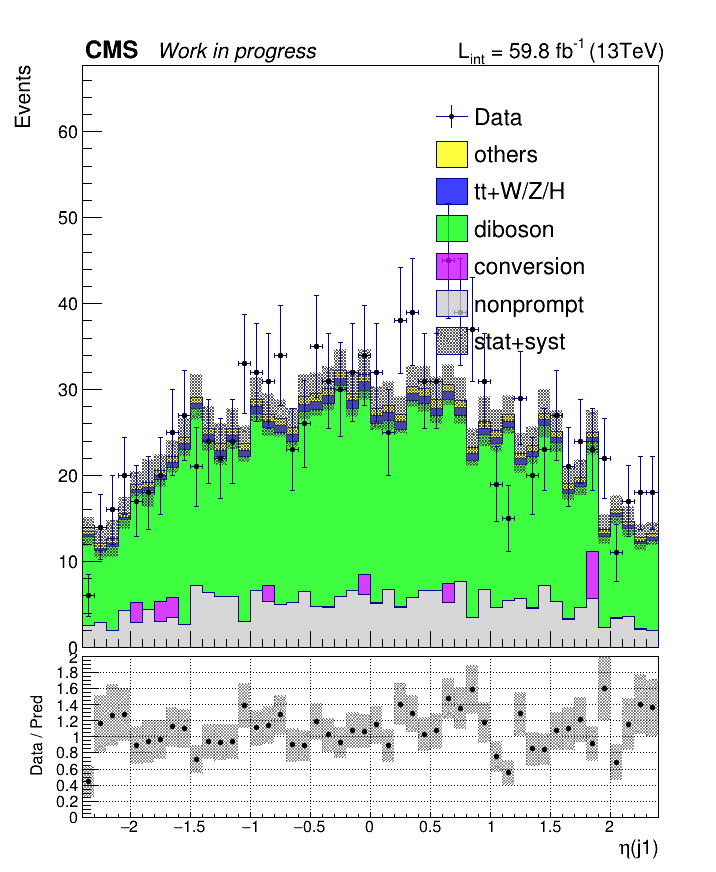 CMS Work in progress L_int = 59.8 fb^-1 (13TeV)
Events
Data
others
tt+W/Z/H
diboson
conversion
nonprompt
stat+syst
60
50
40
30
20
10
0
Data / Pred
2
1.8
1.6
1.4
1.2
1
0.8
0.6
0.4
0.2
0
−2 −1.5 −1 −0.5 0 0.5 1 1.5 2
η(j1)